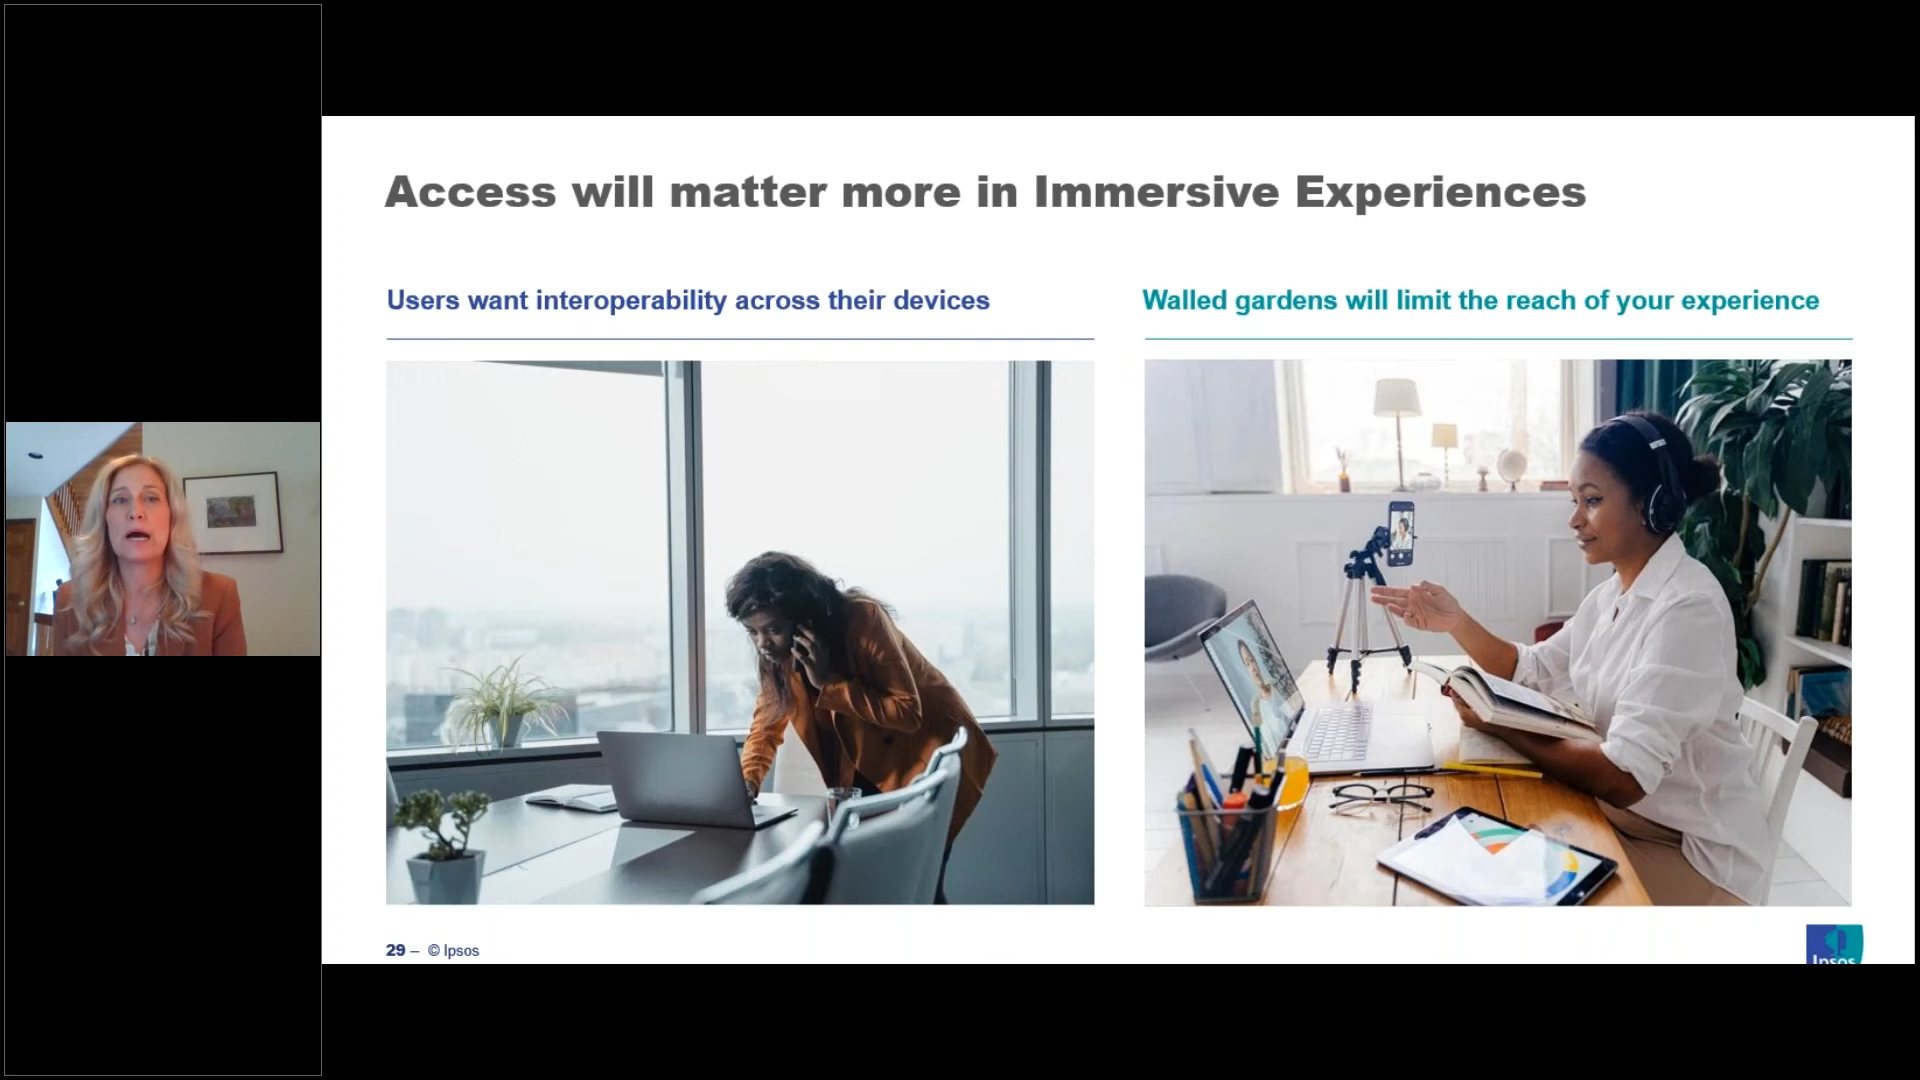 Access will matter more in Immersive Experiences
Users want interoperability across their devices
Walled gardens will limit the reach of your experience
29 – © Ipsos
Ipsos